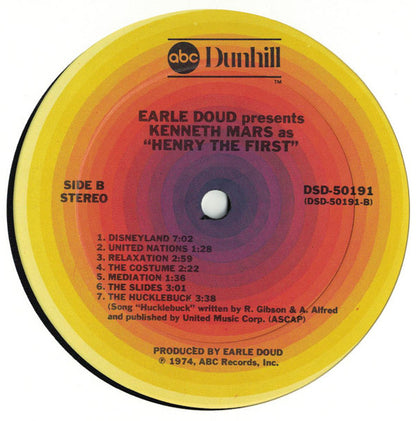 abc Dunhill
TM
EARLE DOUD presents
KENNETH MARS as
"HENRY THE FIRST"
SIDE B
STEREO
DSD-50191
(DSD-50191-B)
1. DISNEYLAND 7:02
2. UNITED NATIONS 1:28
3. RELAXATION 2:59
4. THE COSTUME 2:22
5. MEDIATION 1:36
6. THE SLIDES 3:01
7. THE HUCKLEBUCK 3:38
(Song "Hucklebuck" written by R. Gibson & A. Alfred
and published by United Music Corp. (ASCAP)
PRODUCED BY EARLE DOUD
℗ 1974, ABC Records, Inc.